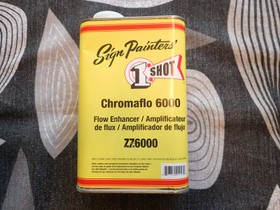 Sign Painters'
1 SHOT
Chromaflo 6000
Flow Enhancer / Amplificateur
de flux / Amplificador de flujo
ZZ6000